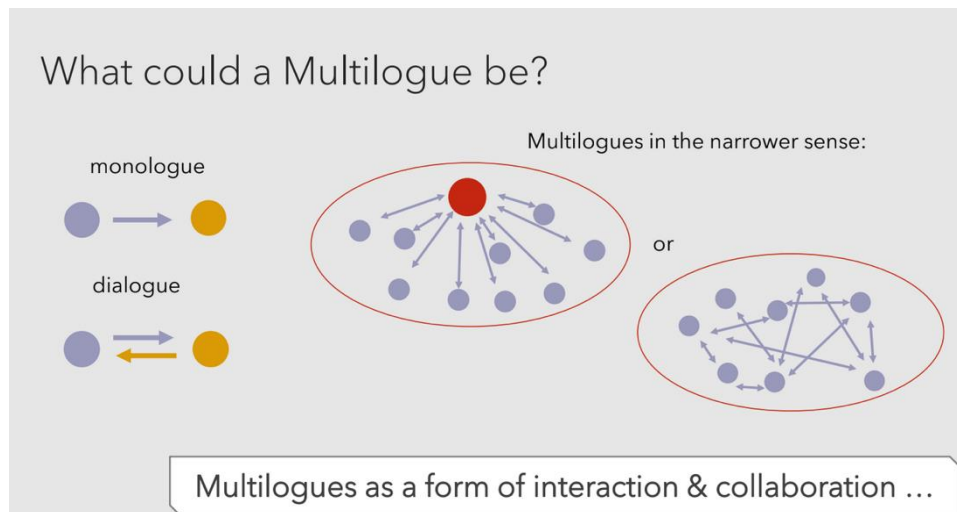 What could a Multilogue be?
monologue
dialogue
Multilogues in the narrower sense:
or
Multilogues as a form of interaction & collaboration …